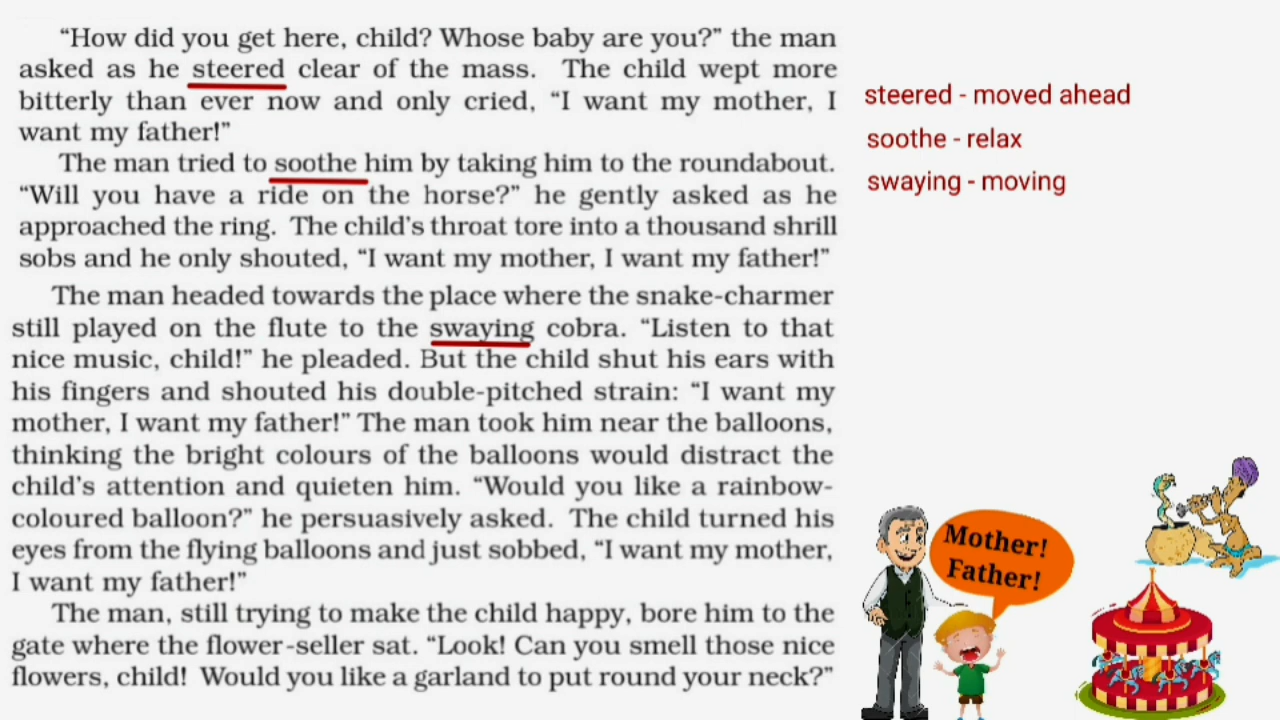 “How did you get here, child? Whose baby are you?” the man
asked as he steered clear of the mass. The child wept more
bitterly than ever now and only cried, “I want my mother, I
want my father!”
The man tried to soothe him by taking him to the roundabout.
“Will you have a ride on the horse?” he gently asked as he
approached the ring. The child’s throat tore into a thousand shrill
sobs and he only shouted, “I want my mother, I want my father!”
The man headed towards the place where the snake-charmer
still played on the flute to the swaying cobra. “Listen to that
nice music, child!” he pleaded. But the child shut his ears with
his fingers and shouted his double-pitched strain: “I want my
mother, I want my father!” The man took him near the balloons,
thinking the bright colours of the balloons would distract the
child’s attention and quieten him. “Would you like a rainbow-
coloured balloon?” he persuasively asked. The child turned his
eyes from the flying balloons and just sobbed, “I want my mother,
I want my father!”
The man, still trying to make the child happy, bore him to the
gate where the flower-seller sat. “Look! Can you smell those nice
flowers, child! Would you like a garland to put round your neck?”
steered - moved ahead
soothe - relax
swaying - moving
Mother!
Father!